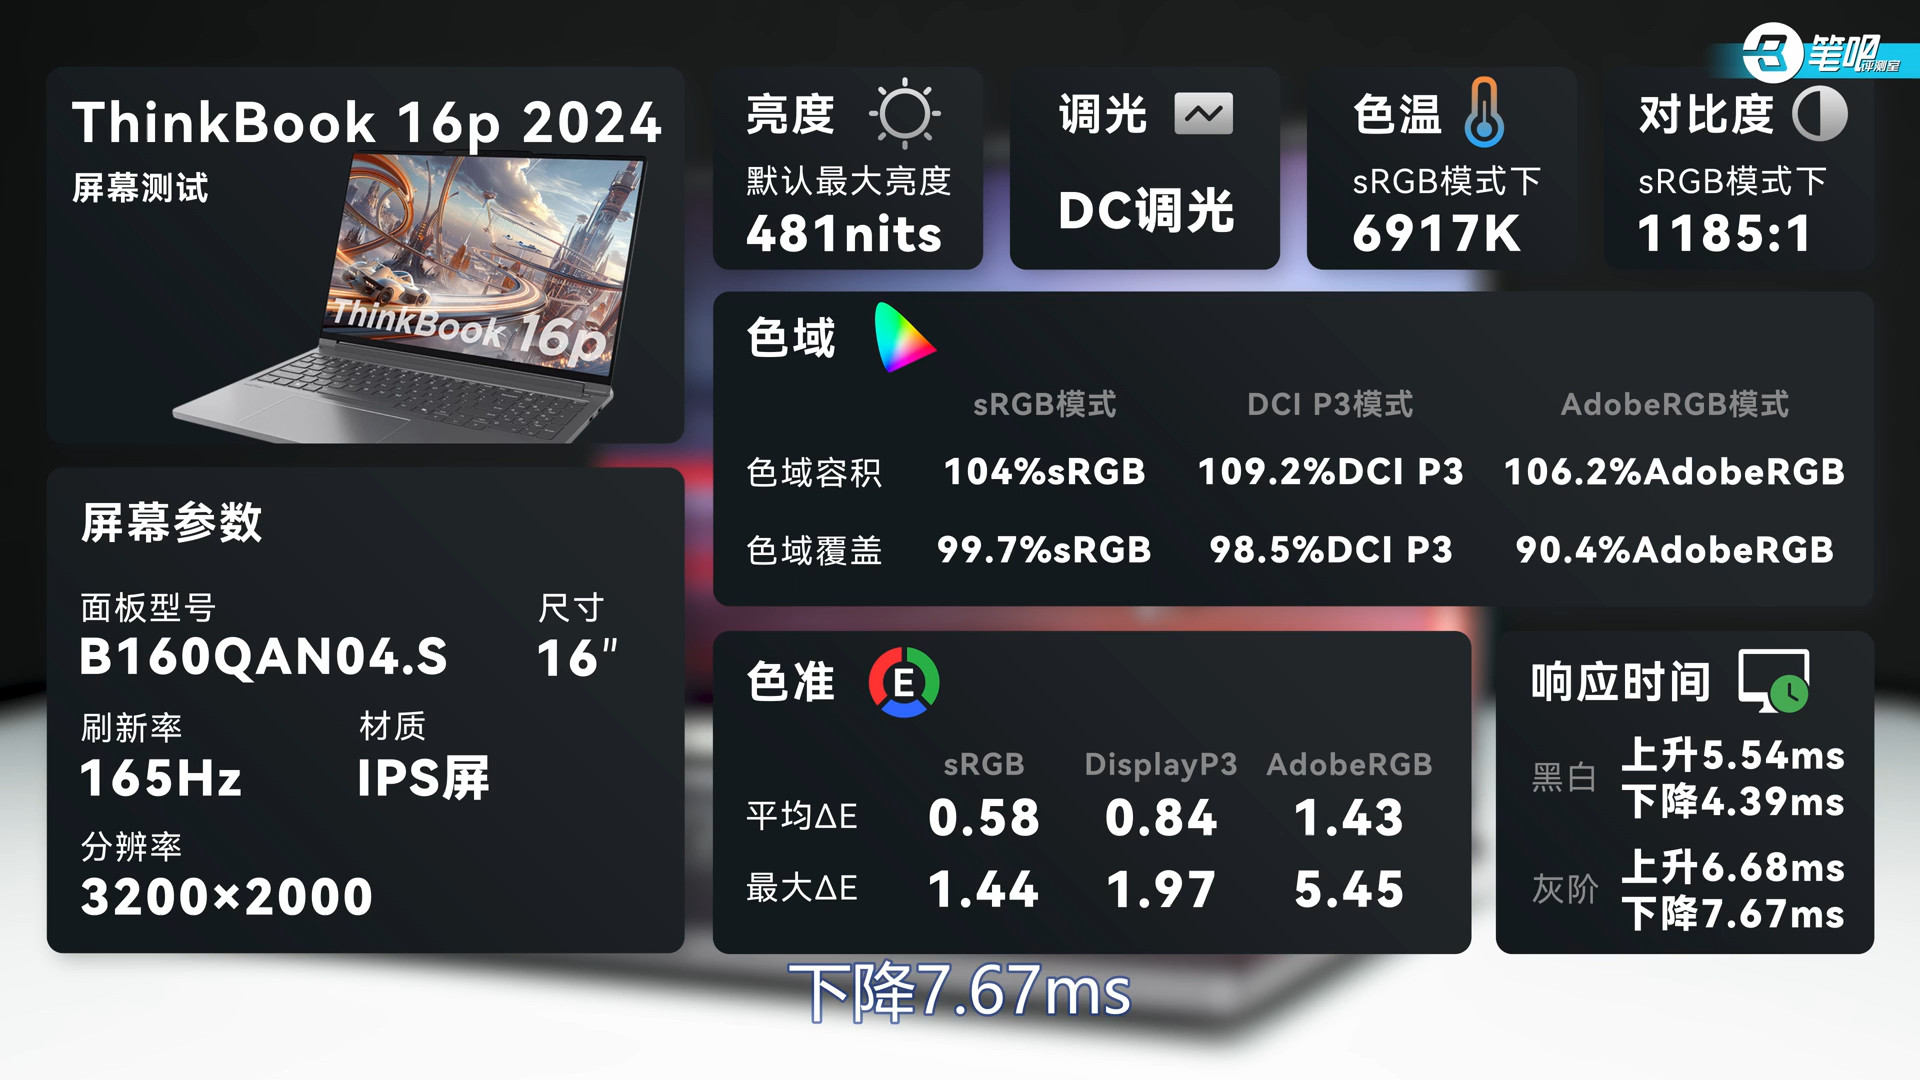 笔吧评测室
ThinkBook 16p 2024
屏幕测试
ThinkBook 16p
亮度
默认最大亮度
481nits
调光
DC调光
色温
sRGB模式下
6917K
对比度
sRGB模式下
1185:1
色域
sRGB模式 DCI P3模式 AdobeRGB模式
色域容积 104%sRGB 109.2%DCI P3 106.2%AdobeRGB
色域覆盖 99.7%sRGB 98.5%DCI P3 90.4%AdobeRGB
屏幕参数
面板型号 尺寸
B160QAN04.S 16″
刷新率 材质
165Hz IPS屏
分辨率
3200×2000
色准 E
sRGB DisplayP3 AdobeRGB
平均ΔE 0.58 0.84 1.43
最大ΔE 1.44 1.97 5.45
响应时间
黑白 上升5.54ms
下降4.39ms
灰阶 上升6.68ms
下降7.67ms
下降7.67ms